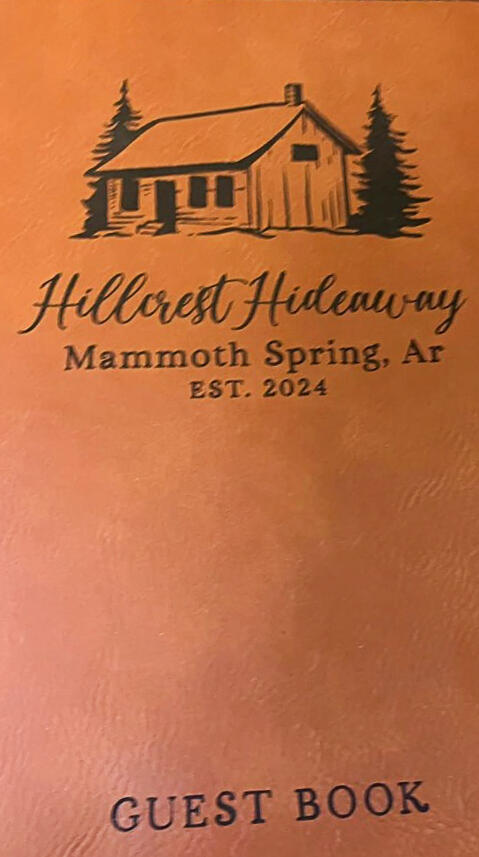 Hillcrest Hideaway
Mammoth Spring, Ar
EST. 2024
GUEST BOOK